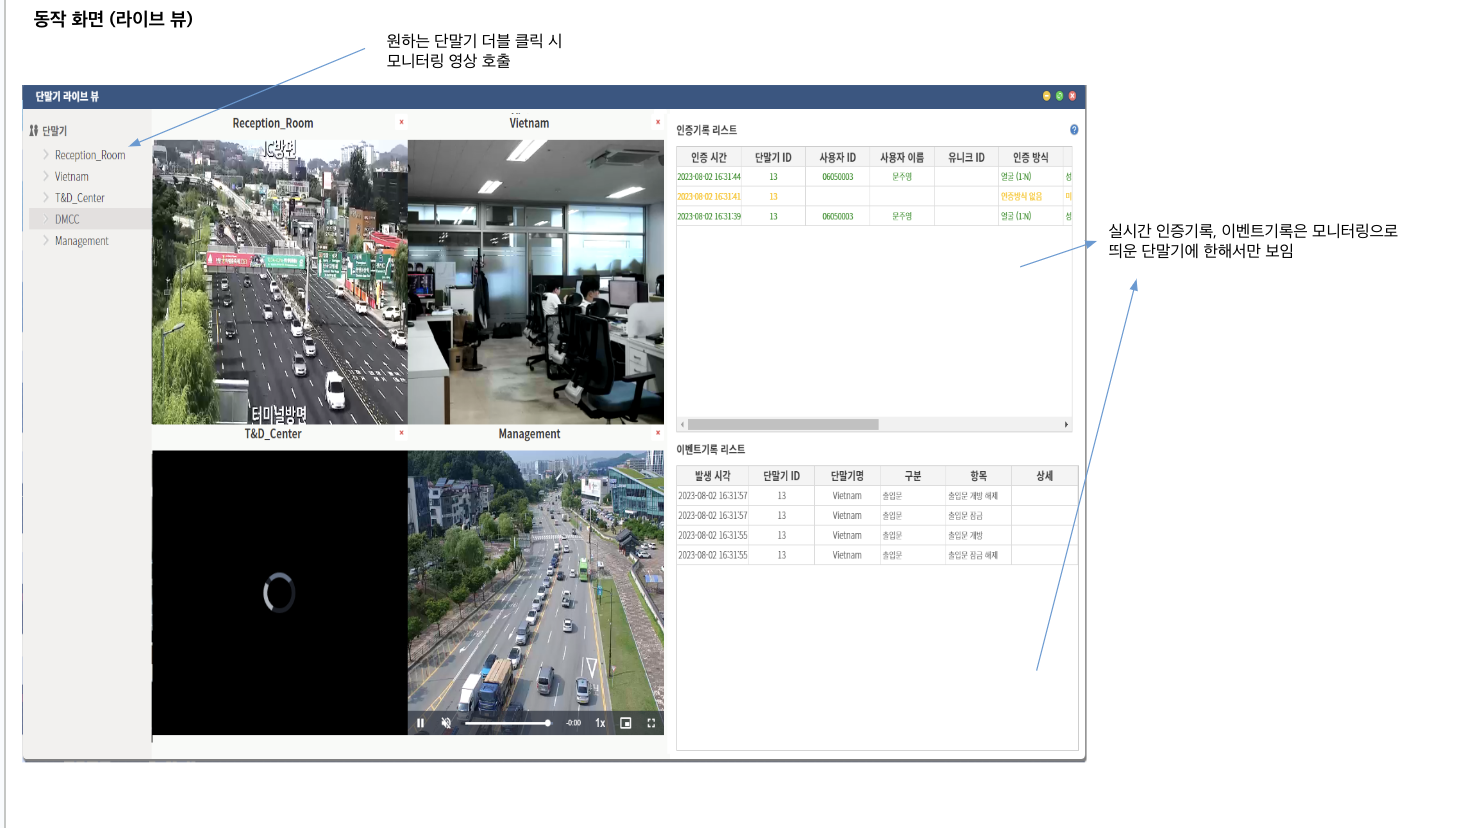 동작 화면 (라이브 뷰)
원하는 단말기 더블 클릭 시
모니터링 영상 호출
단말기 라이브 뷰
단말기
Reception_Room
Vietnam
T&D_Center
DMCC
Management
Reception_Room
Vietnam
IC방면
터미널방면
T&D_Center
Management
-0:00 1x
인증기록 리스트
인증 시간 단말기 ID 사용자 ID 사용자 이름 유니크 ID 인증 방식
2023-08-02 16:31:44 13 06050003 문주영 얼굴 (1:N) 성
2023-08-02 16:31:41 13 인증방식 없음 미
2023-08-02 16:31:39 13 06050003 문주영 얼굴 (1:N) 성
이벤트기록 리스트
발생 시각 단말기 ID 단말기명 구분 항목 상세
2023-08-02 16:31:57 13 Vietnam 출입문 출입문 개방 해제
2023-08-02 16:31:57 13 Vietnam 출입문 출입문 잠금
2023-08-02 16:31:55 13 Vietnam 출입문 출입문 개방
2023-08-02 16:31:55 13 Vietnam 출입문 출입문 잠금 해제
실시간 인증기록, 이벤트기록은 모니터링으로
띄운 단말기에 한해서만 보임